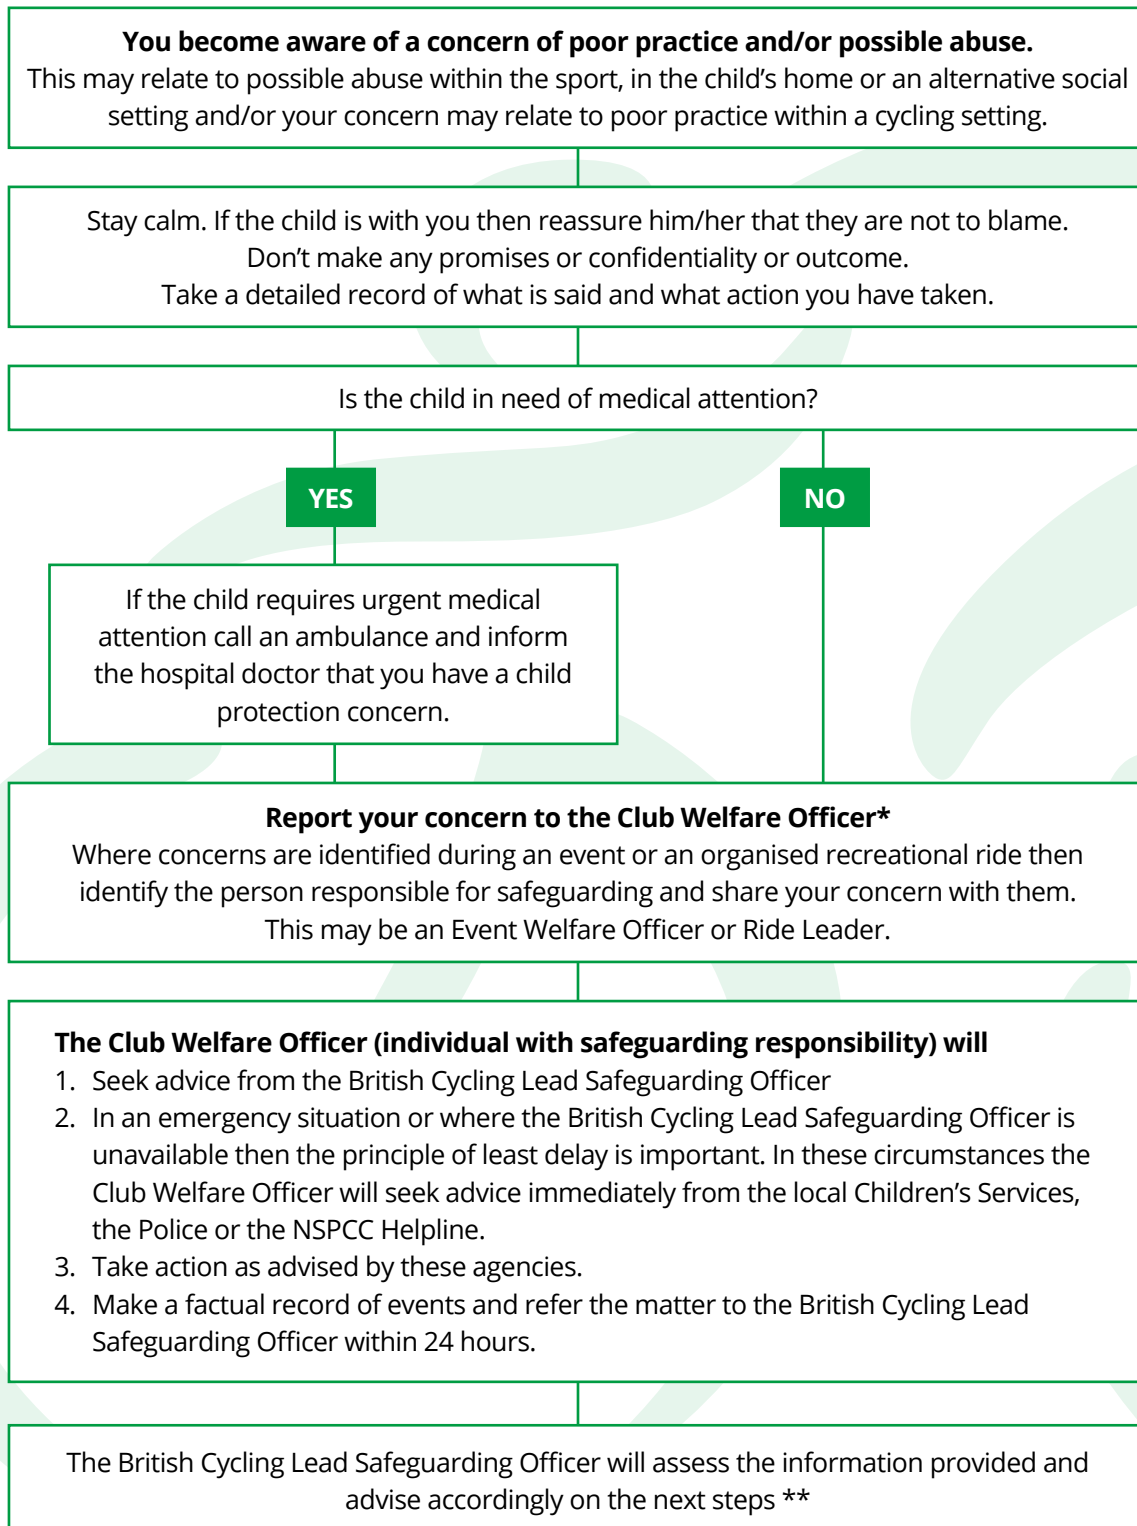 You become aware of a concern of poor practice and/or possible abuse.
This may relate to possible abuse within the sport, in the child’s home or an alternative social
setting and/or your concern may relate to poor practice within a cycling setting.
Stay calm. If the child is with you then reassure him/her that they are not to blame.
Don’t make any promises or confidentiality or outcome.
Take a detailed record of what is said and what action you have taken.
Is the child in need of medical attention?
YES
NO
If the child requires urgent medical
attention call an ambulance and inform
the hospital doctor that you have a child
protection concern.
Report your concern to the Club Welfare Officer*
Where concerns are identified during an event or an organised recreational ride then
identify the person responsible for safeguarding and share your concern with them.
This may be an Event Welfare Officer or Ride Leader.
The Club Welfare Officer (individual with safeguarding responsibility) will
1. Seek advice from the British Cycling Lead Safeguarding Officer
2. In an emergency situation or where the British Cycling Lead Safeguarding Officer is
unavailable then the principle of least delay is important. In these circumstances the
Club Welfare Officer will seek advice immediately from the local Children’s Services,
the Police or the NSPCC Helpline.
3. Take action as advised by these agencies.
4. Make a factual record of events and refer the matter to the British Cycling Lead
Safeguarding Officer within 24 hours.
The British Cycling Lead Safeguarding Officer will assess the information provided and
advise accordingly on the next steps **